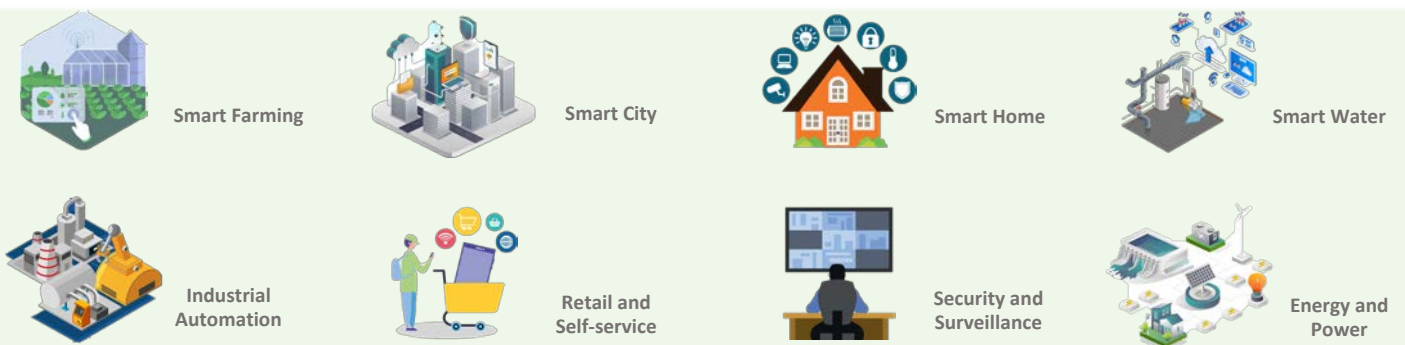 Smart Farming
Smart City
Smart Home
Smart Water
Industrial
Automation
Retail and
Self-service
Security and
Surveillance
Energy and
Power